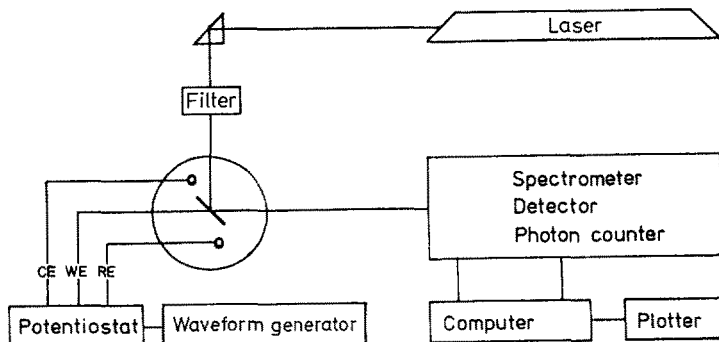 Laser
Filter
Spectrometer
Detector
Photon counter
CE WE RE
Potentiostat
Waveform generator
Computer
Plotter